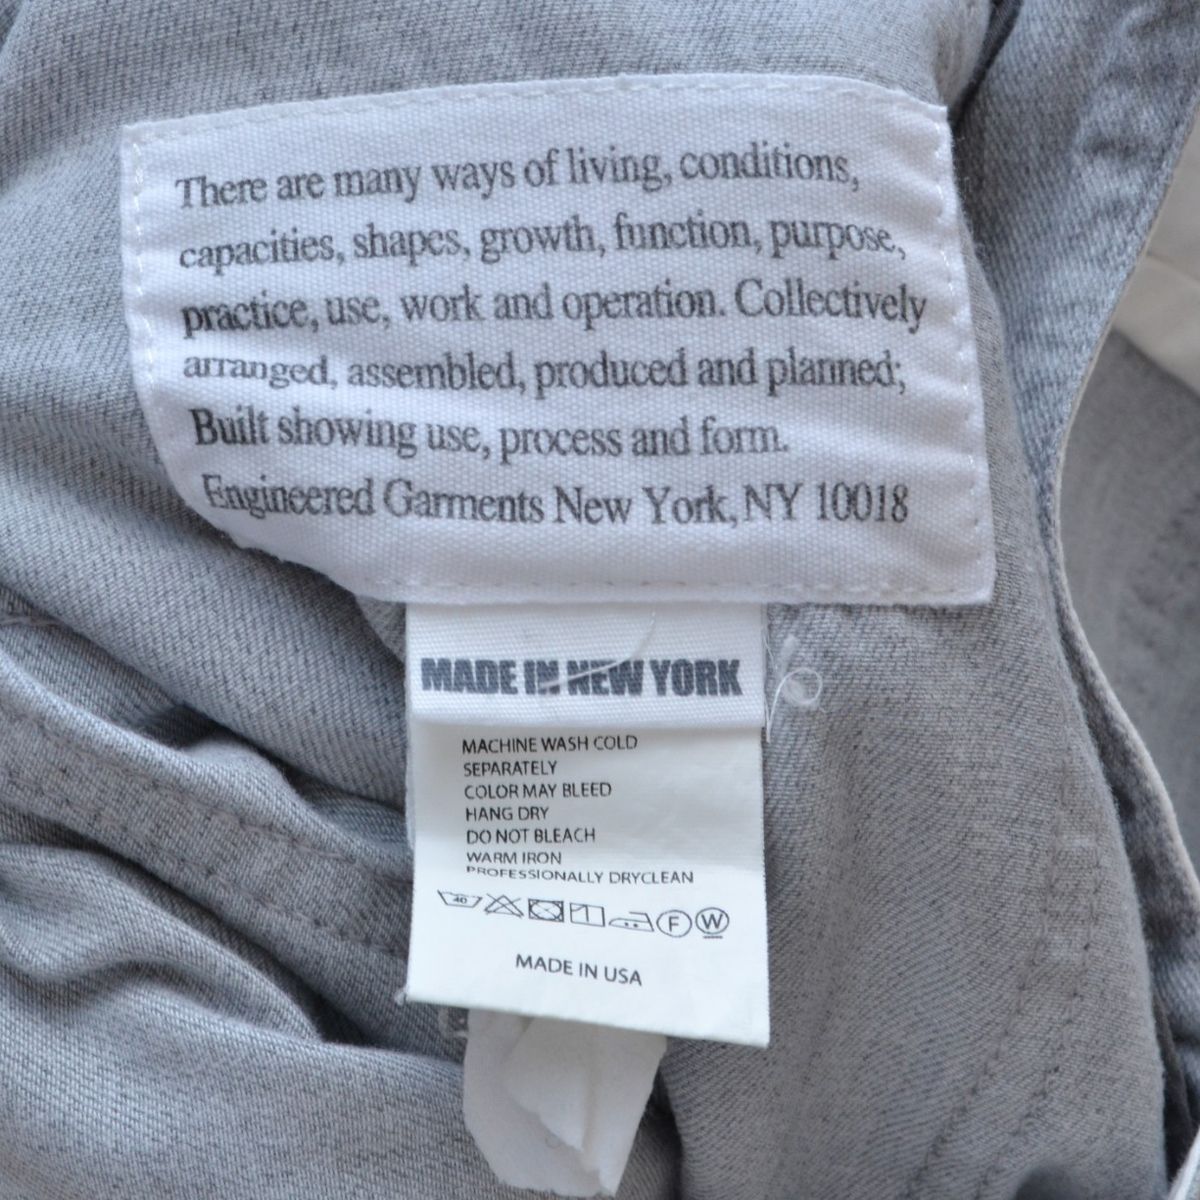 There are many ways of living, conditions,
capacities, shapes, growth, function, purpose,
practice, use, work and operation. Collectively
arranged, assembled, produced and planned;
Built showing use, process and form.
Engineered Garments New York, NY 10018
MADE IN NEW YORK
MACHINE WASH COLD
SEPARATELY
COLOR MAY BLEED
HANG DRY
DO NOT BLEACH
WARM IRON
PROFESSIONALLY DRYCLEAN
40 F W
MADE IN USA